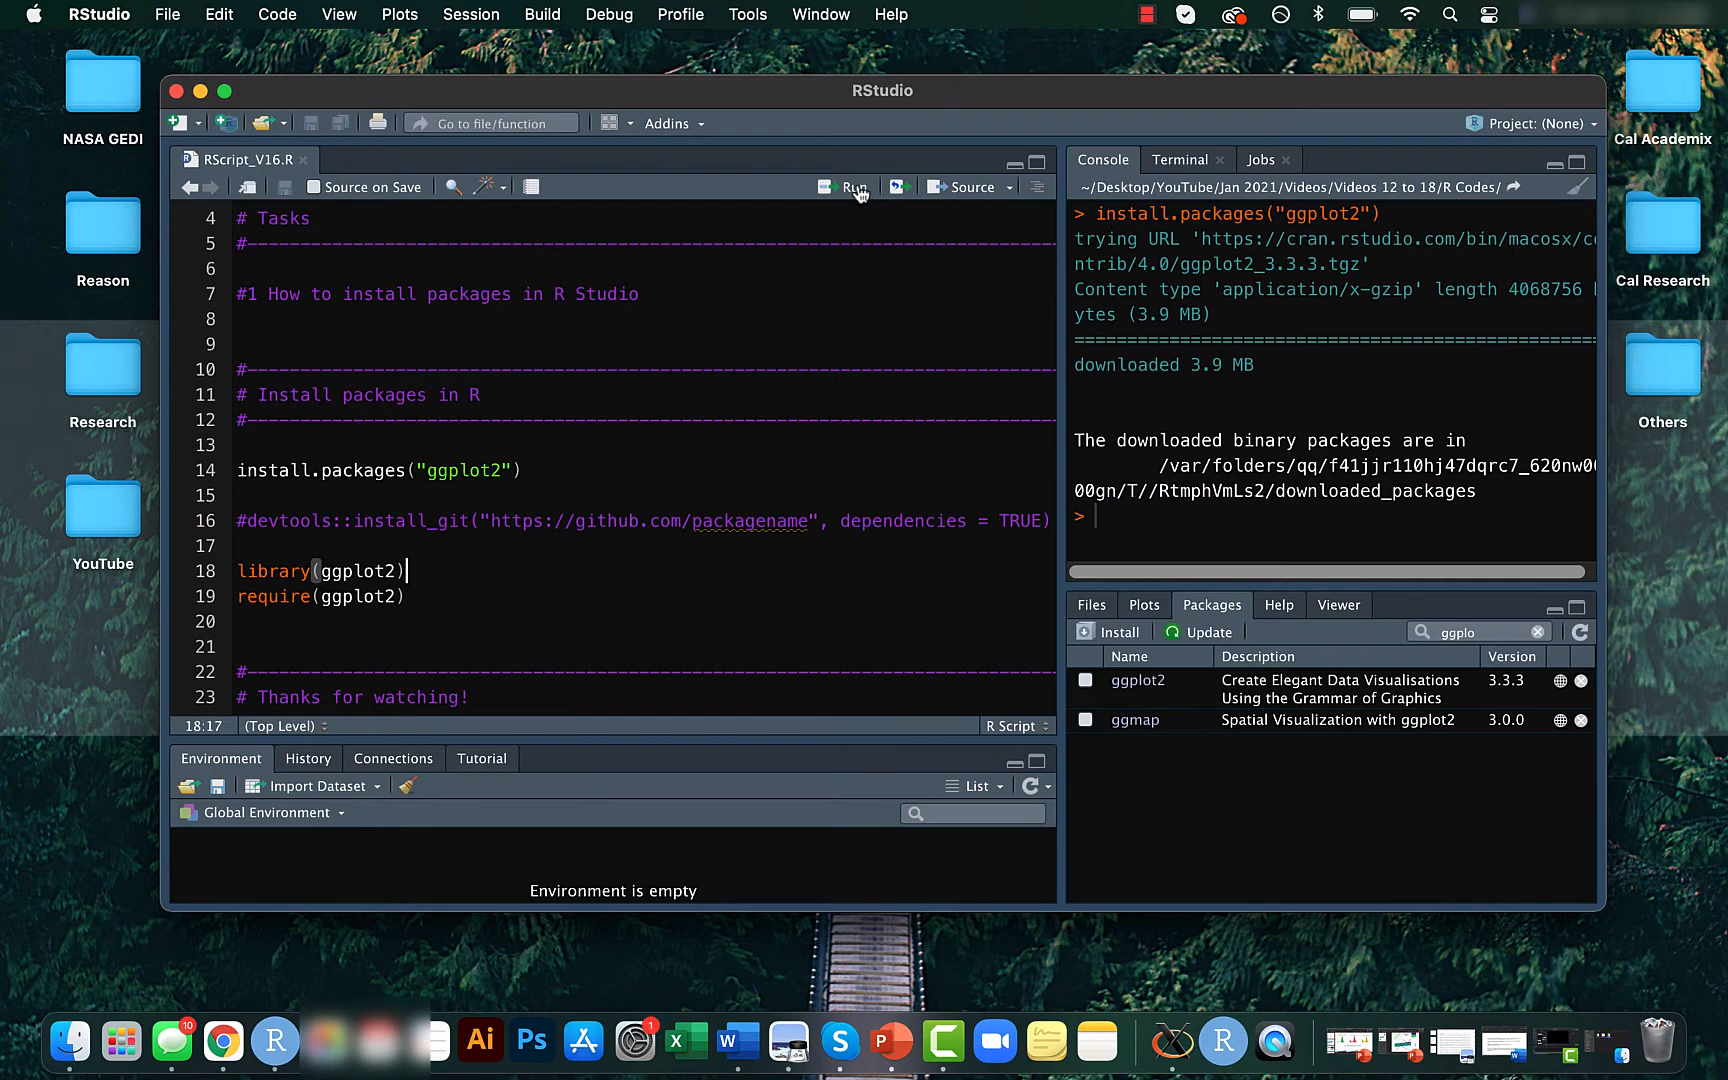 RStudio File Edit Code View Plots Session Build Debug Profile Tools Window Help
NASA GEDI
Reason
Research
YouTube
Cal Academix
Cal Research
Others
RStudio
Go to file/function
Addins
Project: (None)
RScript_V16.R
Source on Save
Run
Source
4 # Tasks
5 #
6
7 #1 How to install packages in R Studio
8
9
10 #
11 # Install packages in R
12 #
13
14 install.packages("ggplot2")
15
16 #devtools::install_git("https://github.com/packagename", dependencies = TRUE)
17
18 library(ggplot2)
19 require(ggplot2)
20
21
22 #
23 # Thanks for watching!
18:17 (Top Level) R Script
Environment History Connections Tutorial
Import Dataset
List
Global Environment
Environment is empty
Console Terminal Jobs
~/Desktop/YouTube/Jan 2021/Videos/Videos 12 to 18/R Codes/
> install.packages("ggplot2")
trying URL 'https://cran.rstudio.com/bin/macosx/co
ntrib/4.0/ggplot2_3.3.3.tgz'
Content type 'application/x-gzip' length 4068756 b
ytes (3.9 MB)
==================================================
downloaded 3.9 MB
The downloaded binary packages are in
/var/folders/qq/f41jjr110hj47dqrc7_620nw00
00gn/T//RtmphVmLs2/downloaded_packages
>
Files Plots Packages Help Viewer
Install Update ggplo
Name Description Version
ggplot2 Create Elegant Data Visualisations Using the Grammar of Graphics 3.3.3
ggmap Spatial Visualization with ggplot2 3.0.0
10
R
Ai
Ps
1
X
W
S
P
C
R